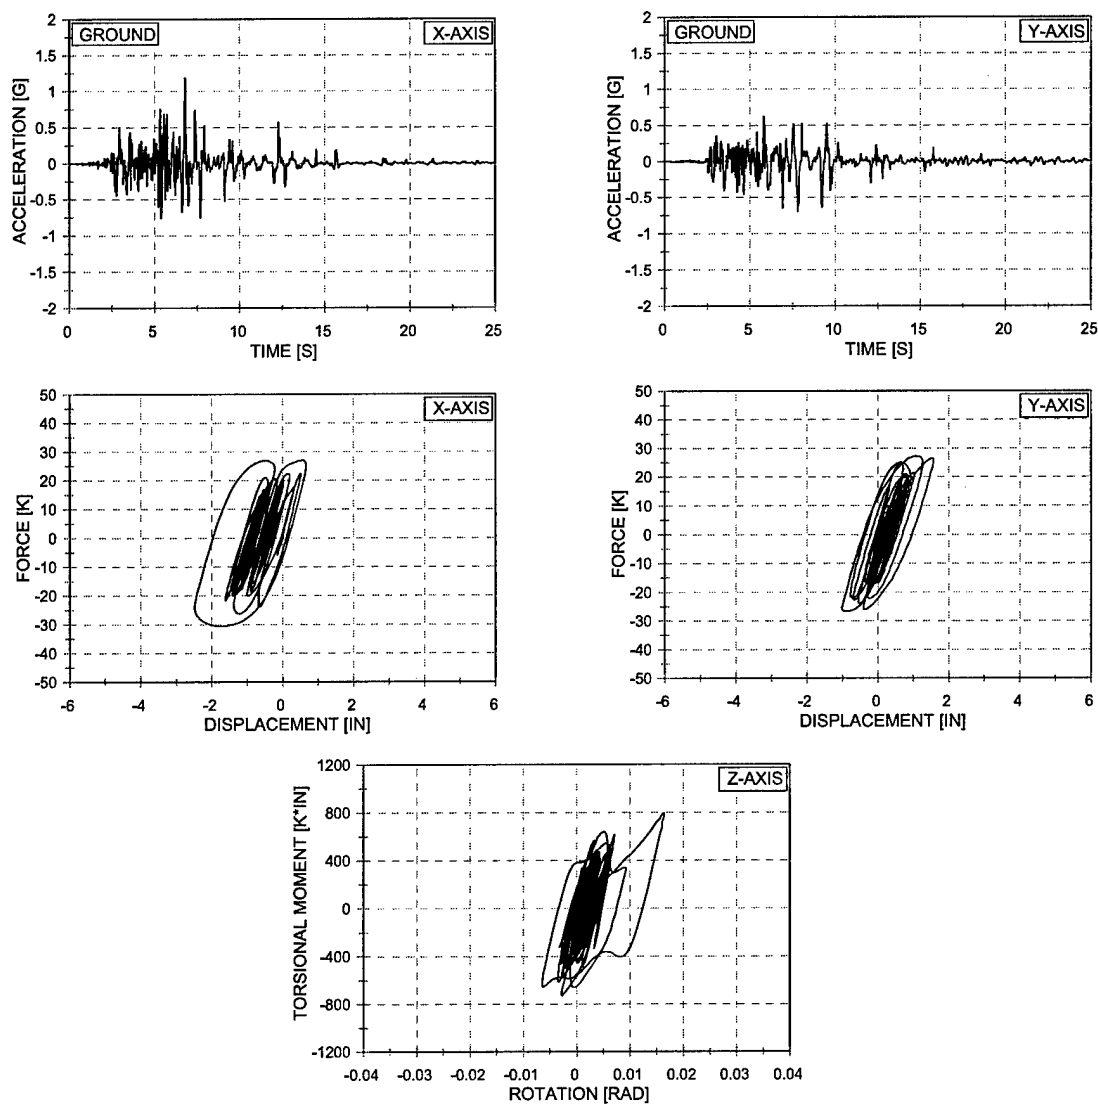 GROUND X-AXIS
2
1.5
1
0.5
0
-0.5
-1
-1.5
-2
ACCELERATION [G]
0 5 10 15 20 25
TIME [S]
GROUND Y-AXIS
2
1.5
1
0.5
0
-0.5
-1
-1.5
-2
ACCELERATION [G]
0 5 10 15 20 25
TIME [S]
X-AXIS
50
40
30
20
10
0
-10
-20
-30
-40
-50
FORCE [K]
-6 -4 -2 0 2 4 6
DISPLACEMENT [IN]
Y-AXIS
50
40
30
20
10
0
-10
-20
-30
-40
-50
FORCE [K]
-6 -4 -2 0 2 4 6
DISPLACEMENT [IN]
Z-AXIS
1200
800
400
0
-400
-800
-1200
TORSIONAL MOMENT [K*IN]
-0.04 -0.03 -0.02 -0.01 0 0.01 0.02 0.03 0.04
ROTATION [RAD]